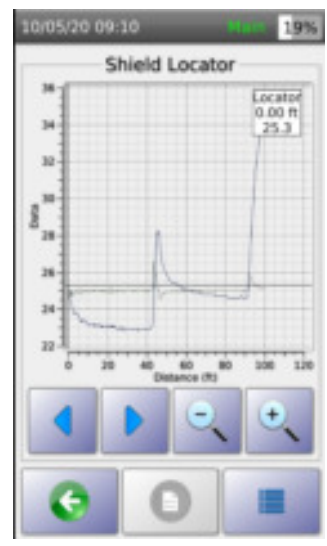 10/05/20 09:10 Main 19%
Shield Locator
Locator
0.00 ft
25.3
36
34
32
30
28
26
24
22
Data
0 20 40 60 80 100 120
Distance (ft)